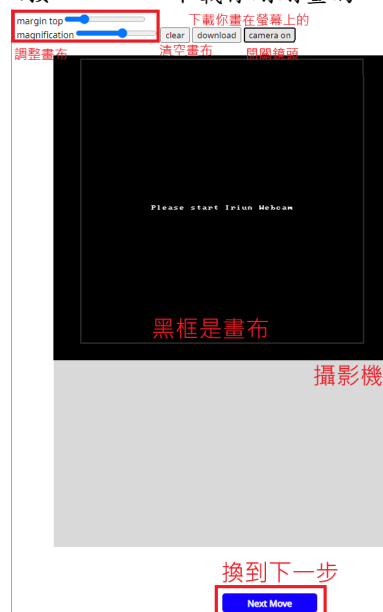 margin top
下載你畫在螢幕上的
magnification
clear
download
camera on
調整畫布
清空畫布
開關鏡頭
Please start Iriun Webcam
黑框是畫布
攝影機
換到下一步
Next Move